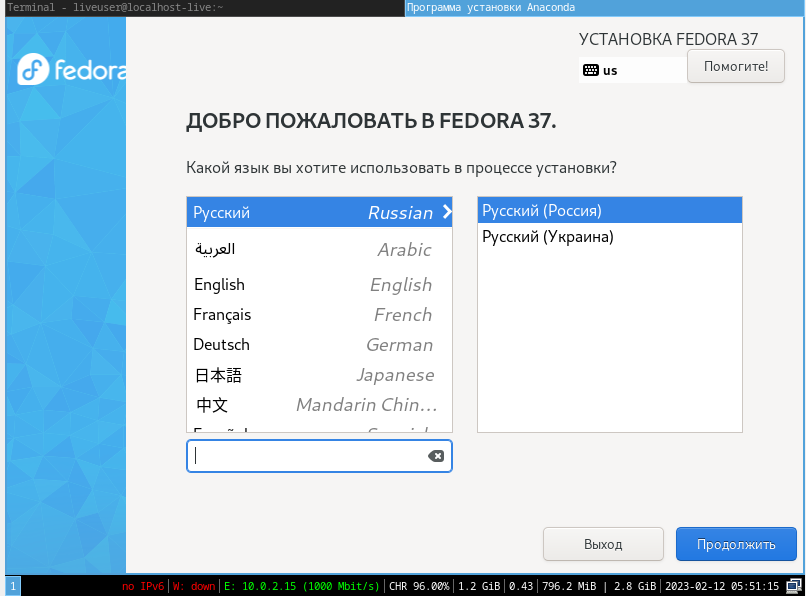 Terminal - liveuser@localhost-live:~
Программа установки Anaconda
fedora
УСТАНОВКА FEDORA 37
us
Помогите!
ДОБРО ПОЖАЛОВАТЬ В FEDORA 37.
Какой язык вы хотите использовать в процессе установки?
Русский Russian
العربية Arabic
English English
Français French
Deutsch German
日本語 Japanese
中文 Mandarin Chin...
Русский (Россия)
Русский (Украина)
Выход
Продолжить
1
no IPv6 | W: down | E: 10.0.2.15 (1000 Mbit/s) | CHR 96.00% | 1.2 GiB | 0.43 | 796.2 MiB | 2.8 GiB | 2023-02-12 05:51:15